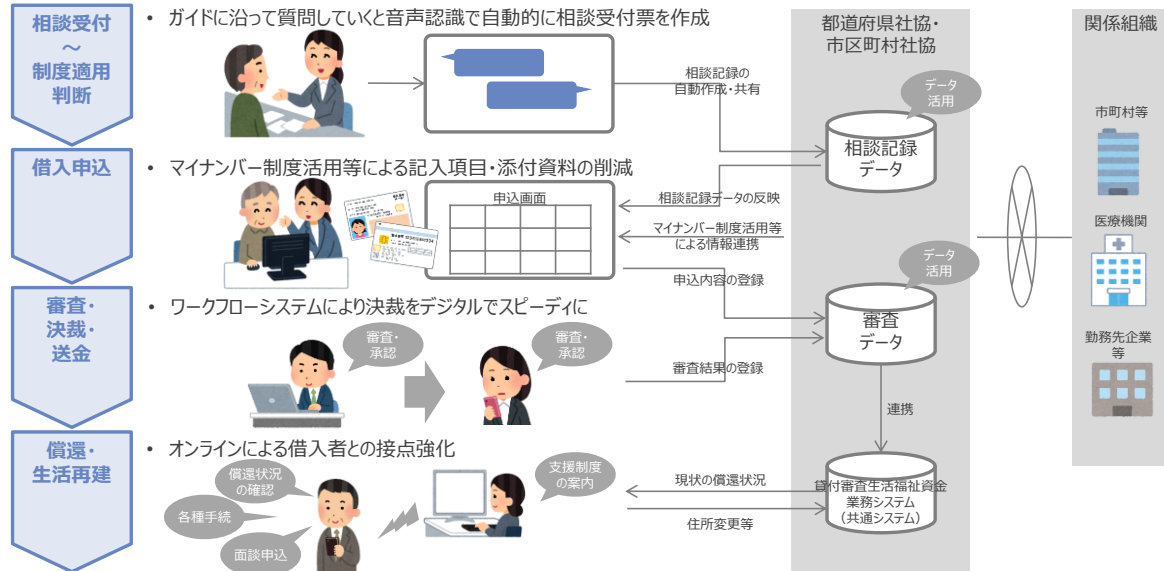 相談受付
～
制度適用
判断
• ガイドに沿って質問していくと音声認識で自動的に相談受付票を作成
相談記録の
自動作成・共有
都道府県社協・
市区町村社協
関係組織
データ
活用
相談記録
データ
市町村等
借入申込
• マイナンバー制度活用等による記入項目・添付資料の削減
申込画面
相談記録データの反映
マイナンバー制度活用等
による情報連携
申込内容の登録
医療機関
データ
活用
審査
データ
審査・
決裁・
送金
• ワークフローシステムにより決裁をデジタルでスピーディに
審査・
承認
審査・
承認
審査結果の登録
勤務先企業
等
連携
償還・
生活再建
• オンラインによる借入者との接点強化
償還状況
の確認
各種手続
面談申込
支援制度
の案内
現状の償還状況
住所変更等
貸付審査生活福祉資金
業務システム
（共通システム）